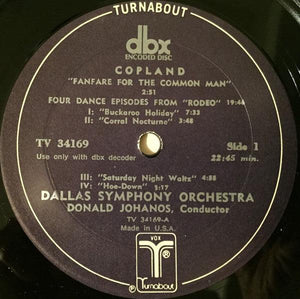 TURNABOUT
dbx
ENCODED DISC
COPLAND
"FANFARE FOR THE COMMON MAN"
2:51
FOUR DANCE EPISODES FROM "RODEO" 19:44
I: "Buckaroo Holiday" 7:33
II: "Corral Nocturne" 3:48
TV 34169 Side 1
Use only with dbx decoder 22:45 min.
III: "Saturday Night Waltz" 4:88
IV: "Hoe-Down" 3:17
DALLAS SYMPHONY ORCHESTRA
DONALD JOHANOS, Conductor
TV 34169-A
Made in U.S.A.
VOX
Turnabout